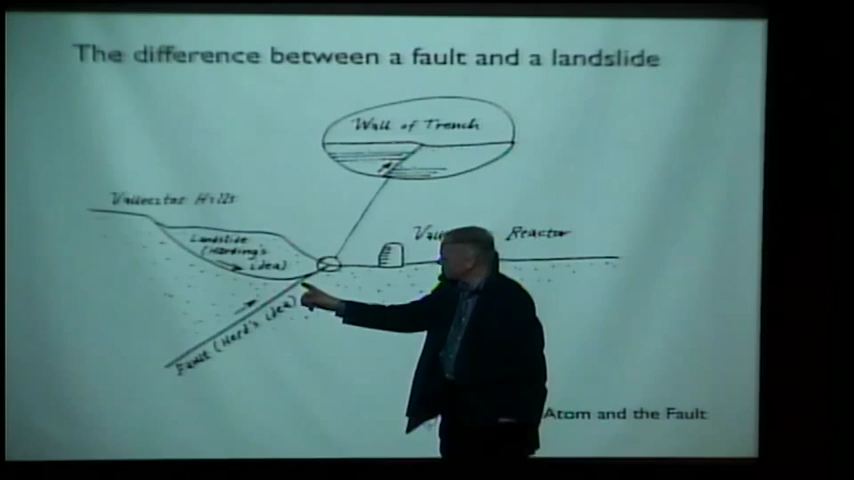 The difference between a fault and a landslide
Wall of Trench
Vallecitos Hills
Landslide
(Harding's
idea)
Reactor
Fault (Hard's idea)
Atom and the Fault